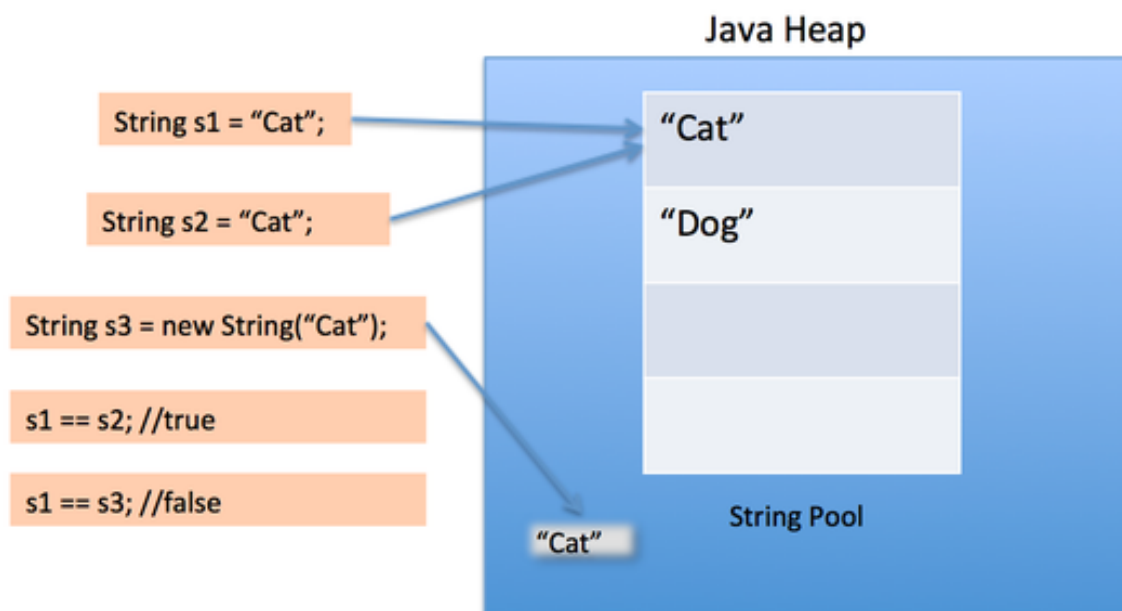 Java Heap
String s1 = “Cat”;
“Cat”
String s2 = “Cat”;
“Dog”
String s3 = new String(“Cat”);
s1 == s2; //true
s1 == s3; //false
String Pool
“Cat”